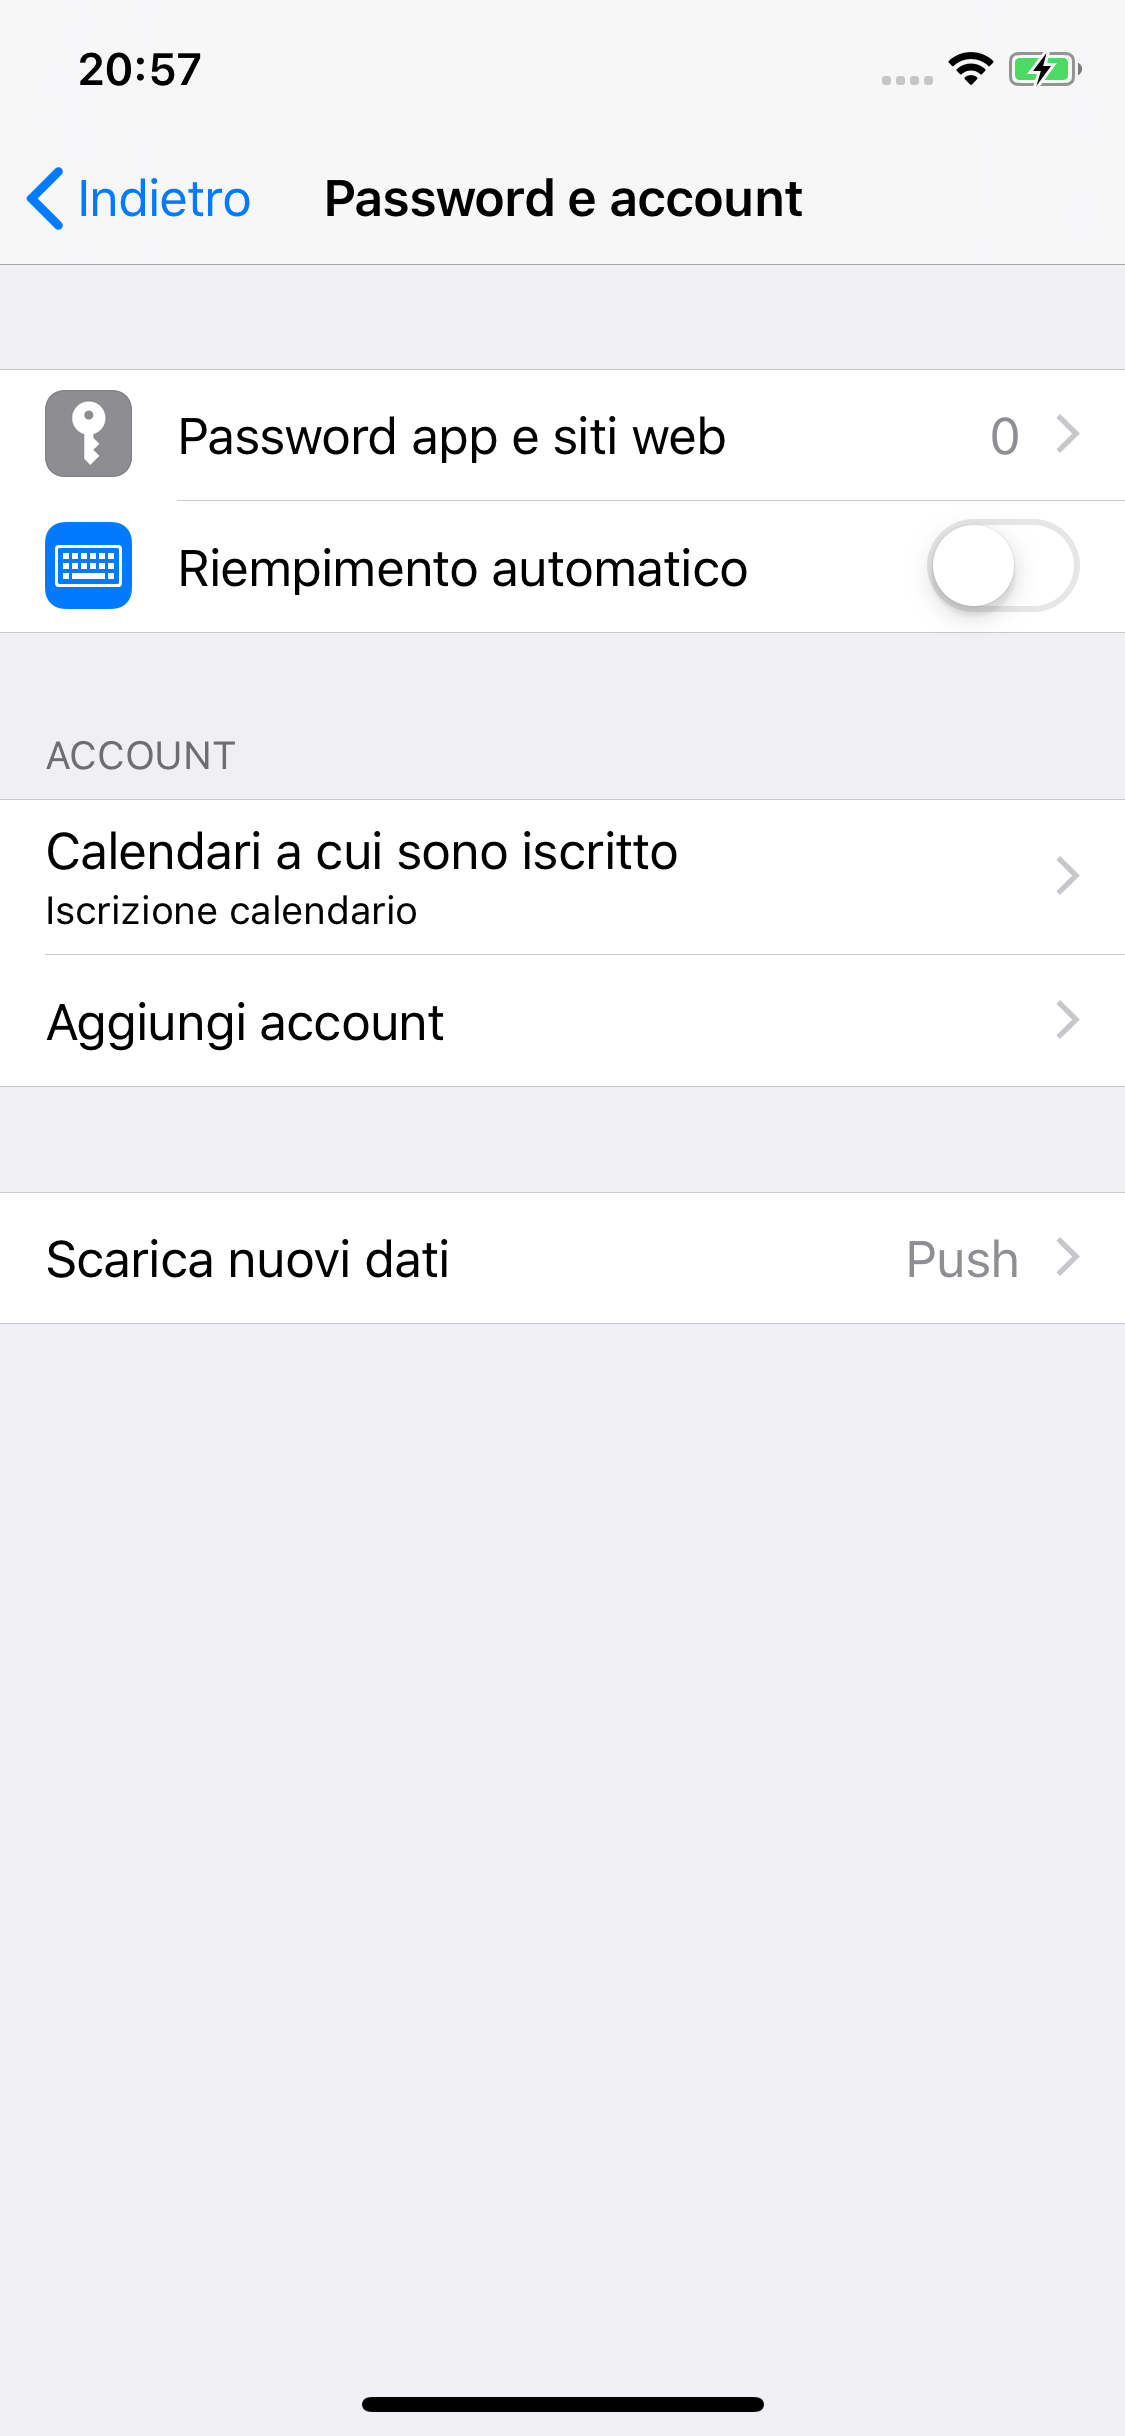 20:57
Indietro
Password e account
Password app e siti web
0
Riempimento automatico
ACCOUNT
Calendari a cui sono iscritto
Iscrizione calendario
Aggiungi account
Scarica nuovi dati
Push